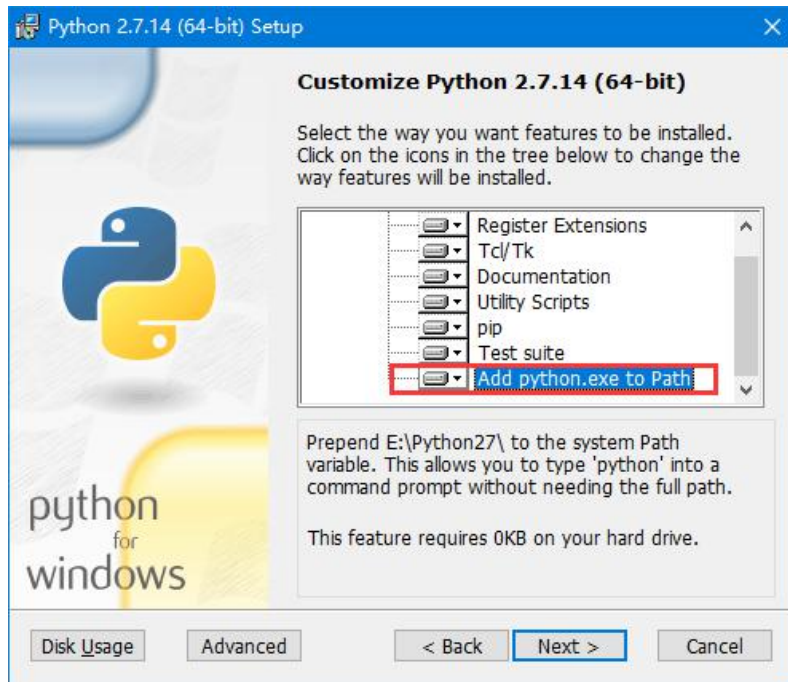 Python 2.7.14 (64-bit) Setup
Customize Python 2.7.14 (64-bit)
Select the way you want features to be installed.
Click on the icons in the tree below to change the
way features will be installed.
Register Extensions
Tcl/Tk
Documentation
Utility Scripts
pip
Test suite
Add python.exe to Path
Prepend E:\Python27\ to the system Path
variable. This allows you to type 'python' into a
command prompt without needing the full path.
This feature requires 0KB on your hard drive.
python
for
windows
Disk Usage
Advanced
< Back
Next >
Cancel